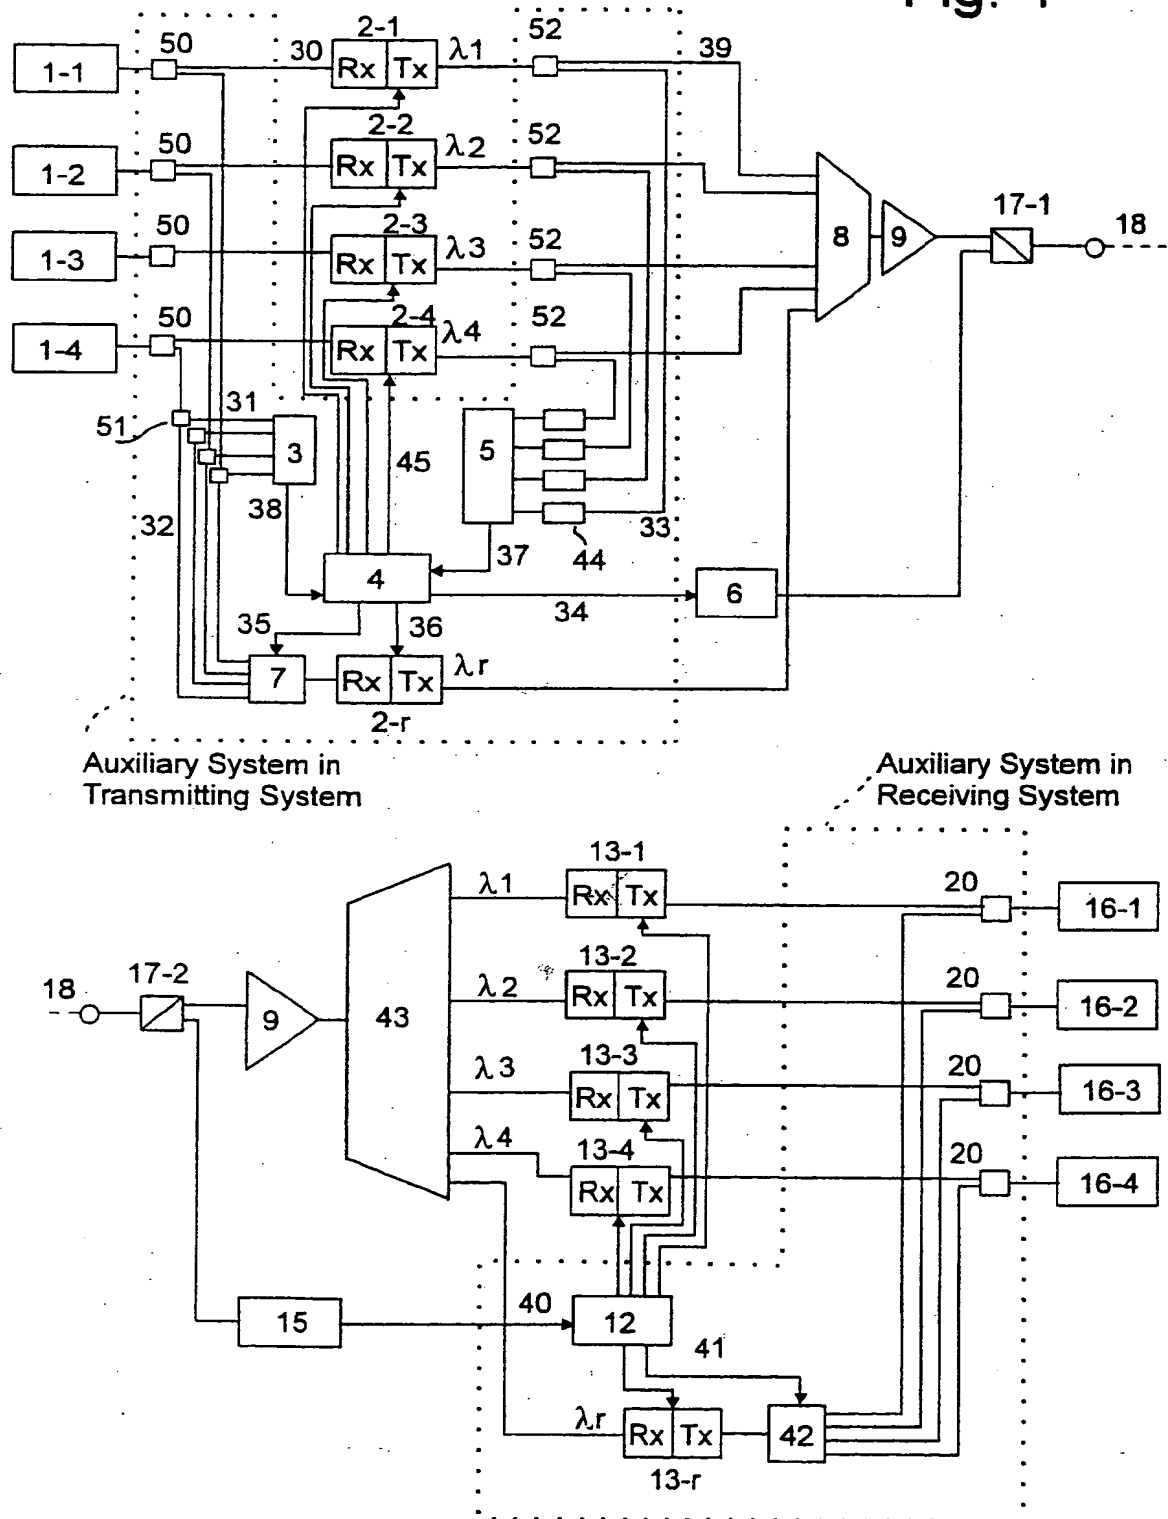 Fig.
2-1
50
30
Rx
Tx
λ1
52
39
1-1
2-2
50
Rx
Tx
λ2
52
1-2
2-3
50
Rx
Tx
λ3
52
1-3
17-1
8
9
18
2-4
50
Rx
Tx
λ4
52
1-4
51
31
3
45
5
38
32
37
33
44
4
34
6
35
36
7
Rx
Tx
λr
2-r
Auxiliary System in
Transmitting System
Auxiliary System in
Receiving System
13-1
λ1
Rx
Tx
20
16-1
13-2
λ2
Rx
Tx
20
16-2
17-2
18
9
43
13-3
λ3
Rx
Tx
20
16-3
13-4
λ4
Rx
Tx
20
16-4
15
40
12
41
λr
Rx
Tx
42
13-r